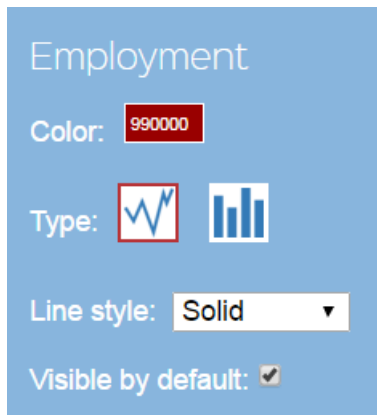 Employment
Color: 990000
Type:
Line style: Solid
Visible by default: